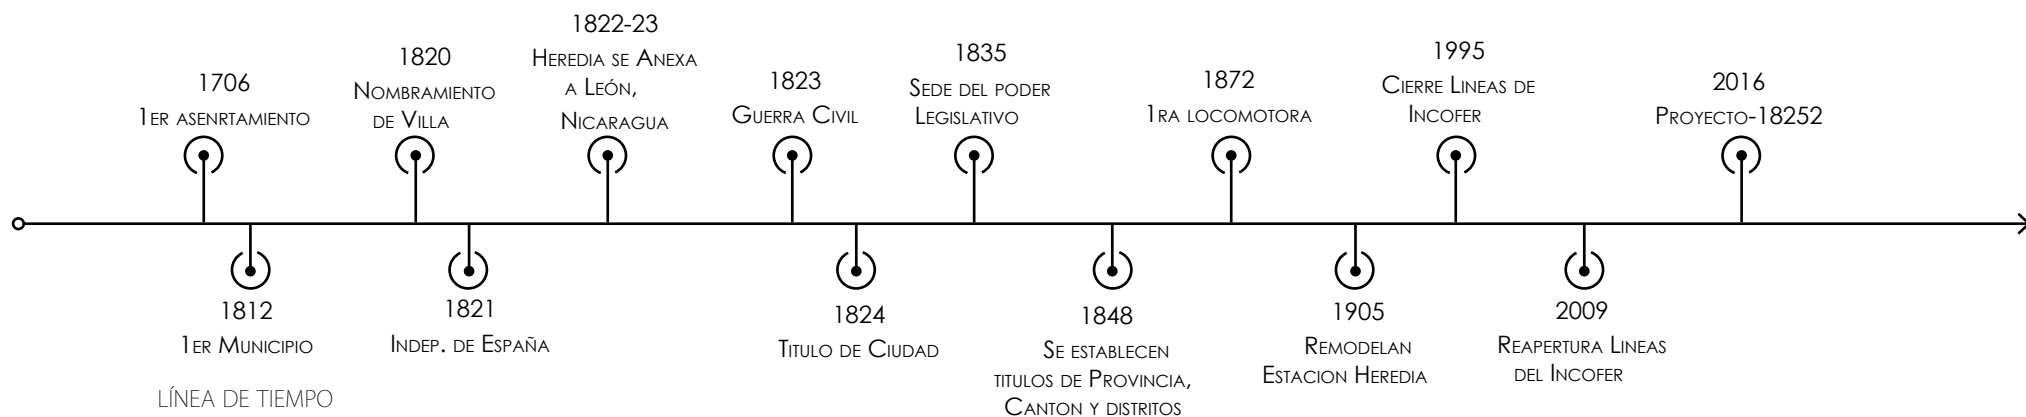 1706
1ER ASENRTAMIENTO
1812
1ER MUNICIPIO
1820
NOMBRAMIENTO
DE VILLA
1821
INDEP. DE ESPAÑA
1822-23
HEREDIA SE ANEXA
A LEÓN,
NICARAGUA
1823
GUERRA CIVIL
1824
TITULO DE CIUDAD
1835
SEDE DEL PODER
LEGISLATIVO
1848
SE ESTABLECEN
TITULOS DE PROVINCIA,
CANTON Y DISTRITOS
1872
1RA LOCOMOTORA
1905
REMODELAN
ESTACION HEREDIA
1995
CIERRE LINEAS DE
INCOFER
2009
REAPERTURA LINEAS
DEL INCOFER
2016
PROYECTO-18252
LÍNEA DE TIEMPO